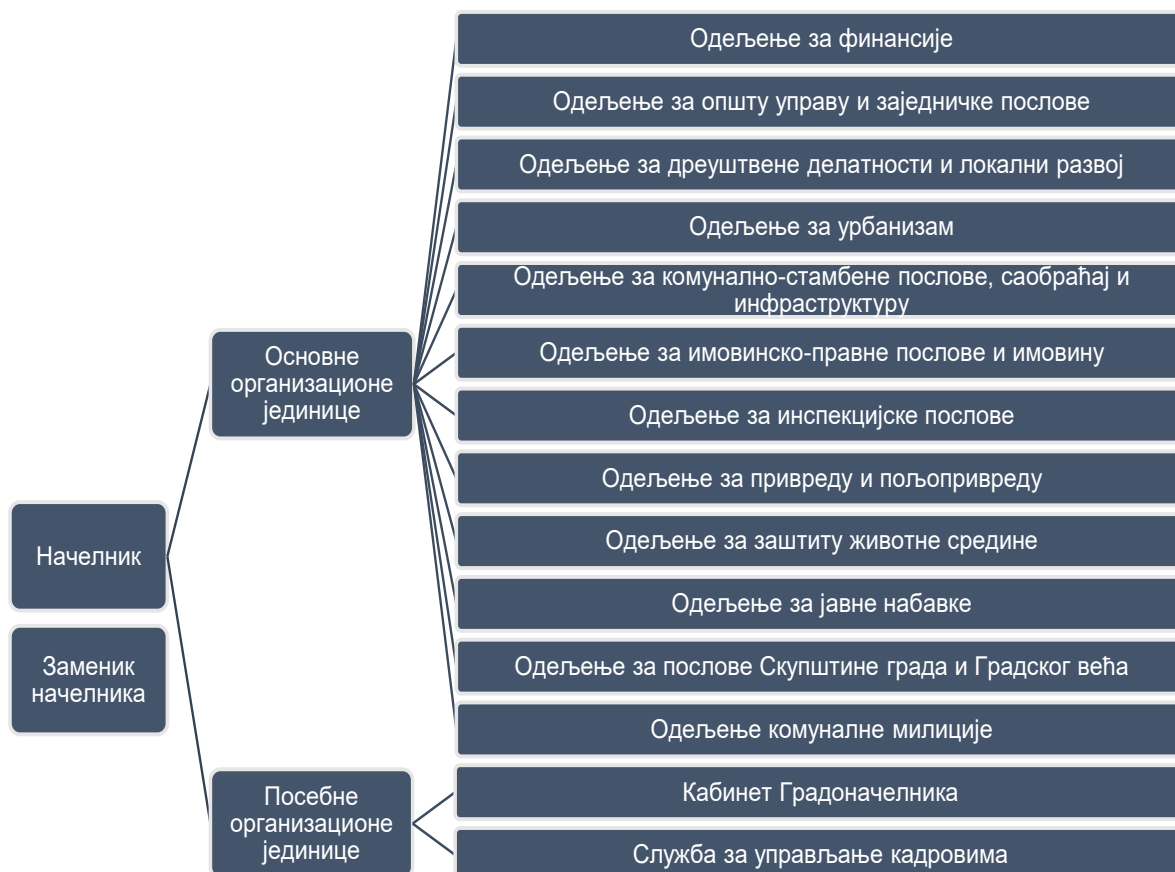 Начелник
Заменик
начелника
Основне
организационе
јединице
Одељење за финансије
Одељење за општу управу и заједничке послове
Одељење за дреуштвене делатности и локални развој
Одељење за урбанизам
Одељење за комунално-стамбене послове, саобраћај и
инфраструктуру
Одељење за имовинско-правне послове и имовину
Одељење за инспекцијске послове
Одељење за привреду и пољопривреду
Одељење за заштиту животне средине
Одељење за јавне набавке
Одељење за послове Скупштине града и Градског већа
Одељење комуналне милиције
Посебне
организационе
јединице
Кабинет Градоначелника
Служба за управљање кадровима